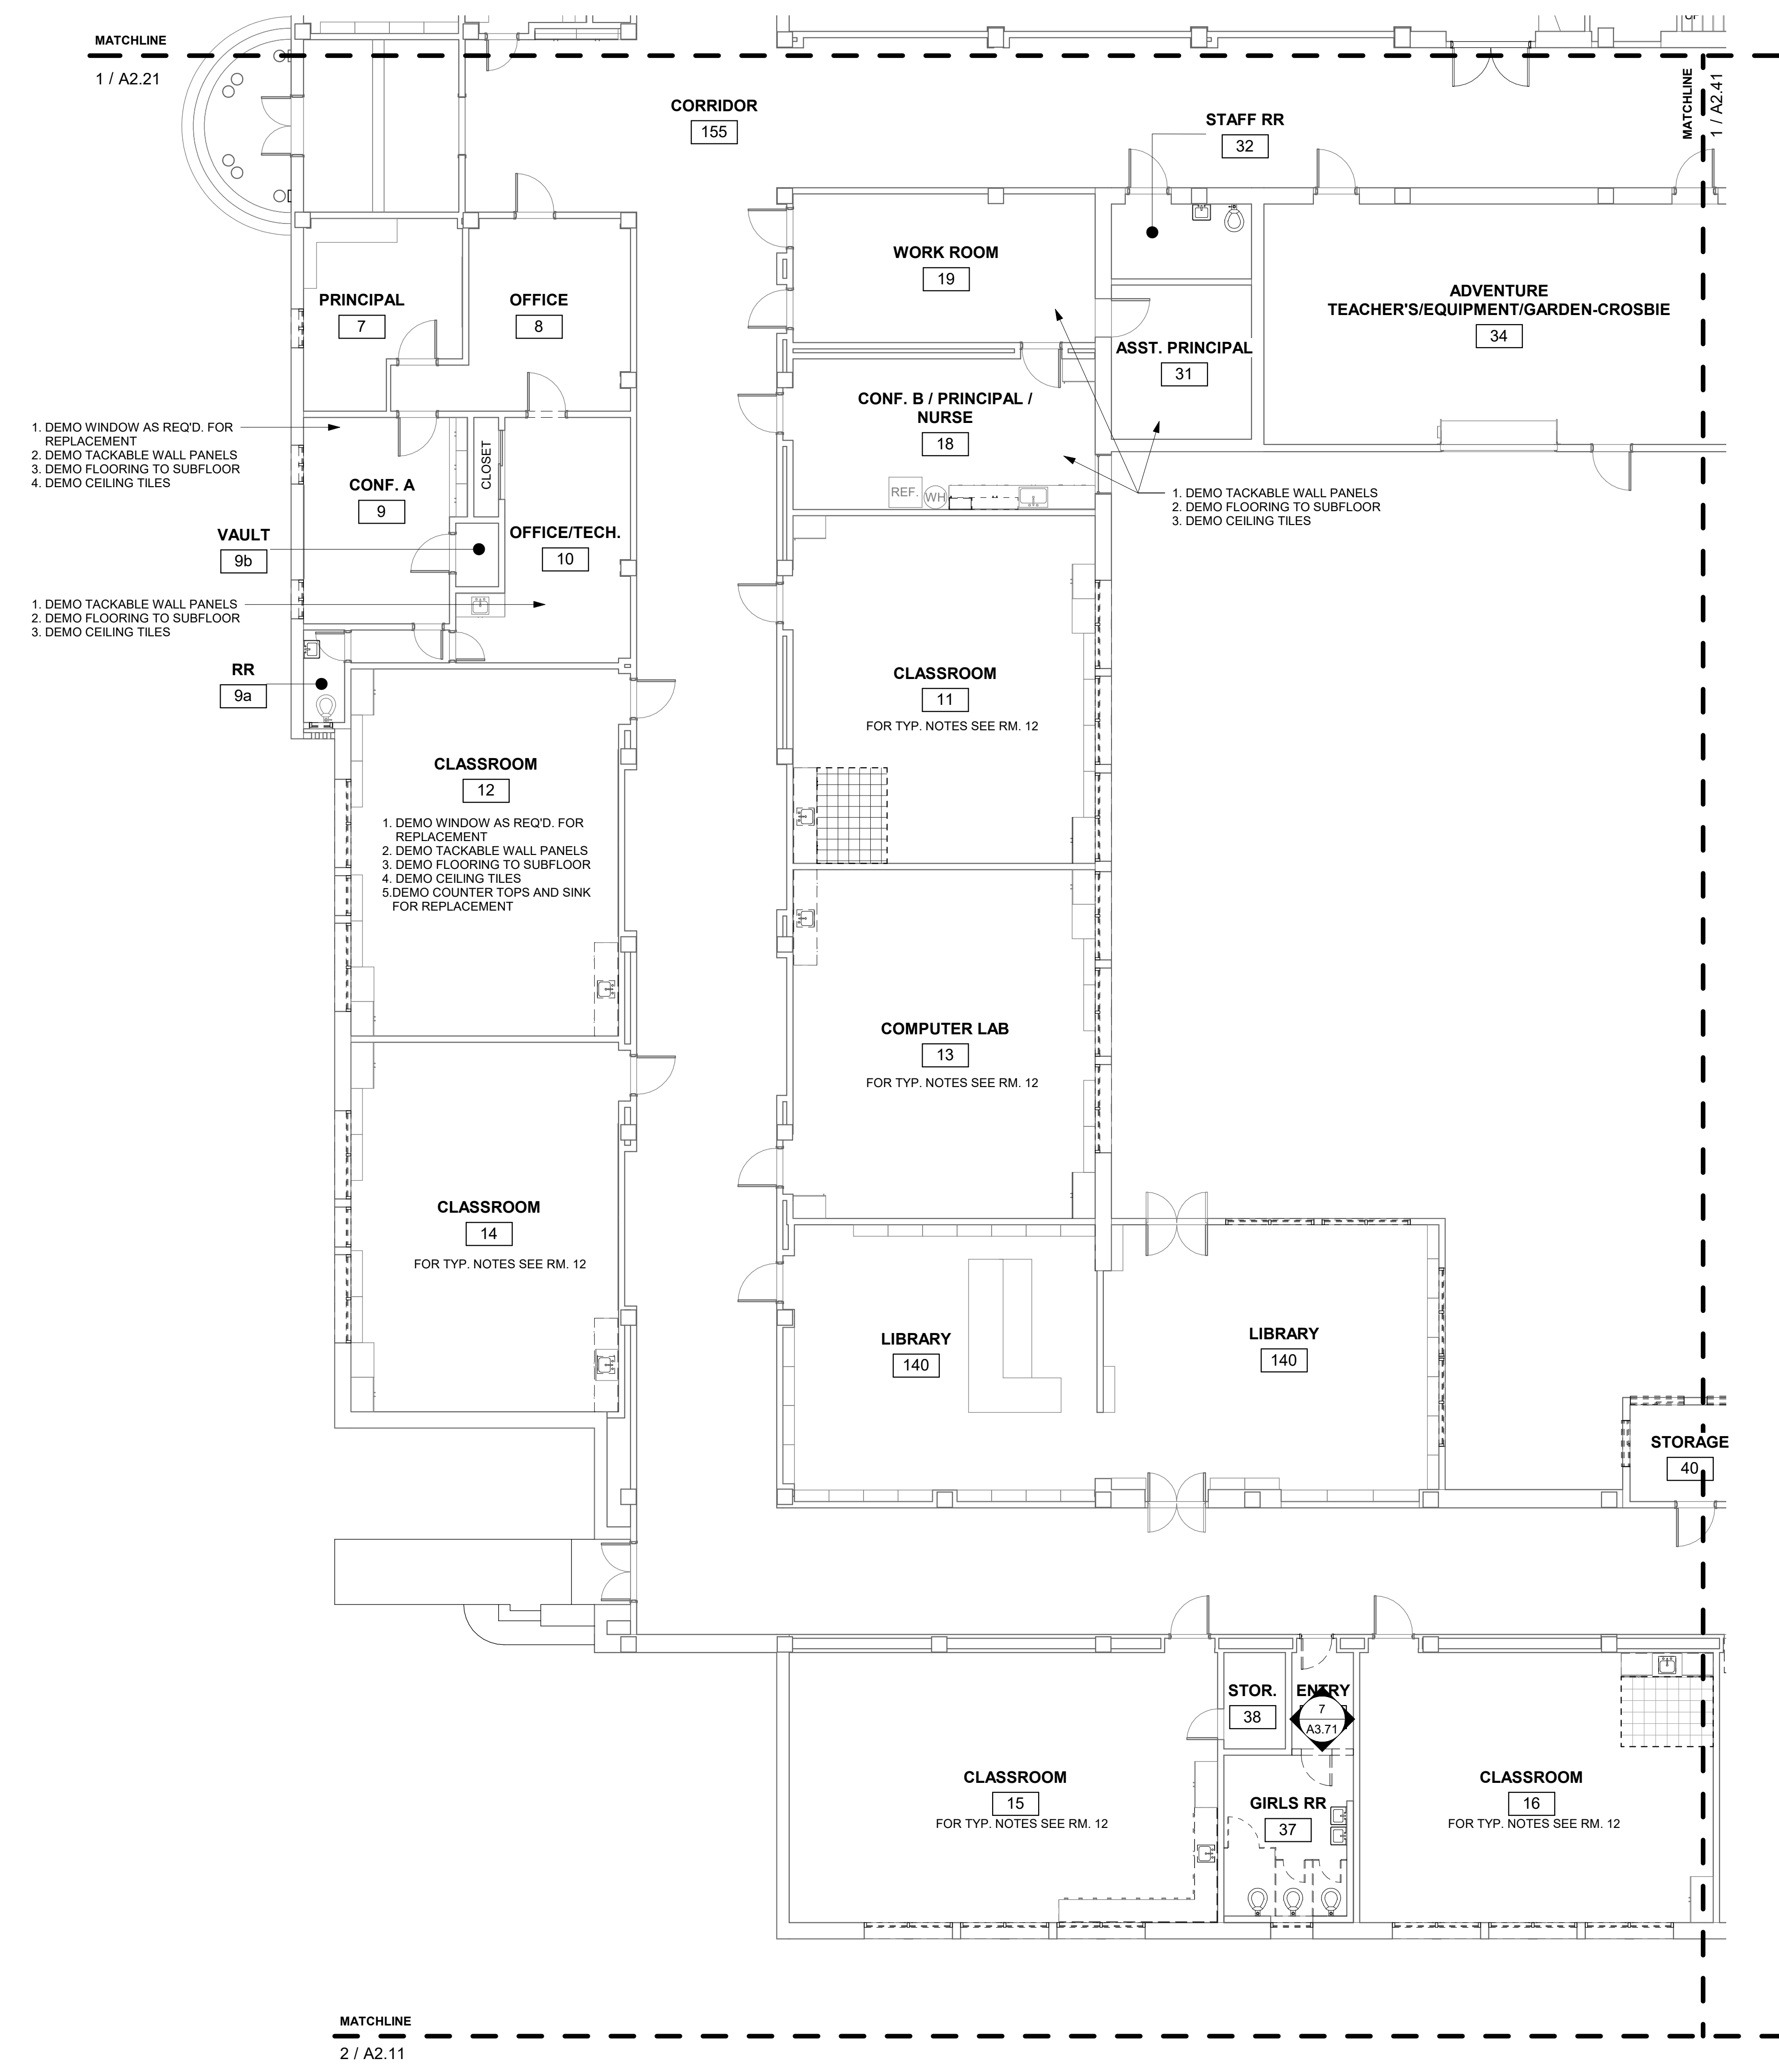 MATCHLINE
1 / A2.21
MATCHLINE
1 / A2.41
CORRIDOR
155
STAFF RR
32
WORK ROOM
19
PRINCIPAL
7
OFFICE
8
ADVENTURE
TEACHER'S/EQUIPMENT/GARDEN-CROSBIE
34
ASST. PRINCIPAL
31
CONF. B / PRINCIPAL /
NURSE
18
REF.
WH
1. DEMO WINDOW AS REQ'D. FOR
REPLACEMENT
2. DEMO TACKABLE WALL PANELS
3. DEMO FLOORING TO SUBFLOOR
4. DEMO CEILING TILES
CLOSET
CONF. A
9
1. DEMO TACKABLE WALL PANELS
2. DEMO FLOORING TO SUBFLOOR
3. DEMO CEILING TILES
VAULT
9b
OFFICE/TECH.
10
1. DEMO TACKABLE WALL PANELS
2. DEMO FLOORING TO SUBFLOOR
3. DEMO CEILING TILES
RR
9a
CLASSROOM
11
FOR TYP. NOTES SEE RM. 12
CLASSROOM
12
1. DEMO WINDOW AS REQ'D. FOR
REPLACEMENT
2. DEMO TACKABLE WALL PANELS
3. DEMO FLOORING TO SUBFLOOR
4. DEMO CEILING TILES
5.DEMO COUNTER TOPS AND SINK
FOR REPLACEMENT
COMPUTER LAB
13
FOR TYP. NOTES SEE RM. 12
CLASSROOM
14
FOR TYP. NOTES SEE RM. 12
LIBRARY
140
LIBRARY
140
STORAGE
40
STOR.
38
ENTRY
7
A3.71
CLASSROOM
15
FOR TYP. NOTES SEE RM. 12
GIRLS RR
37
CLASSROOM
16
FOR TYP. NOTES SEE RM. 12
MATCHLINE
2 / A2.11